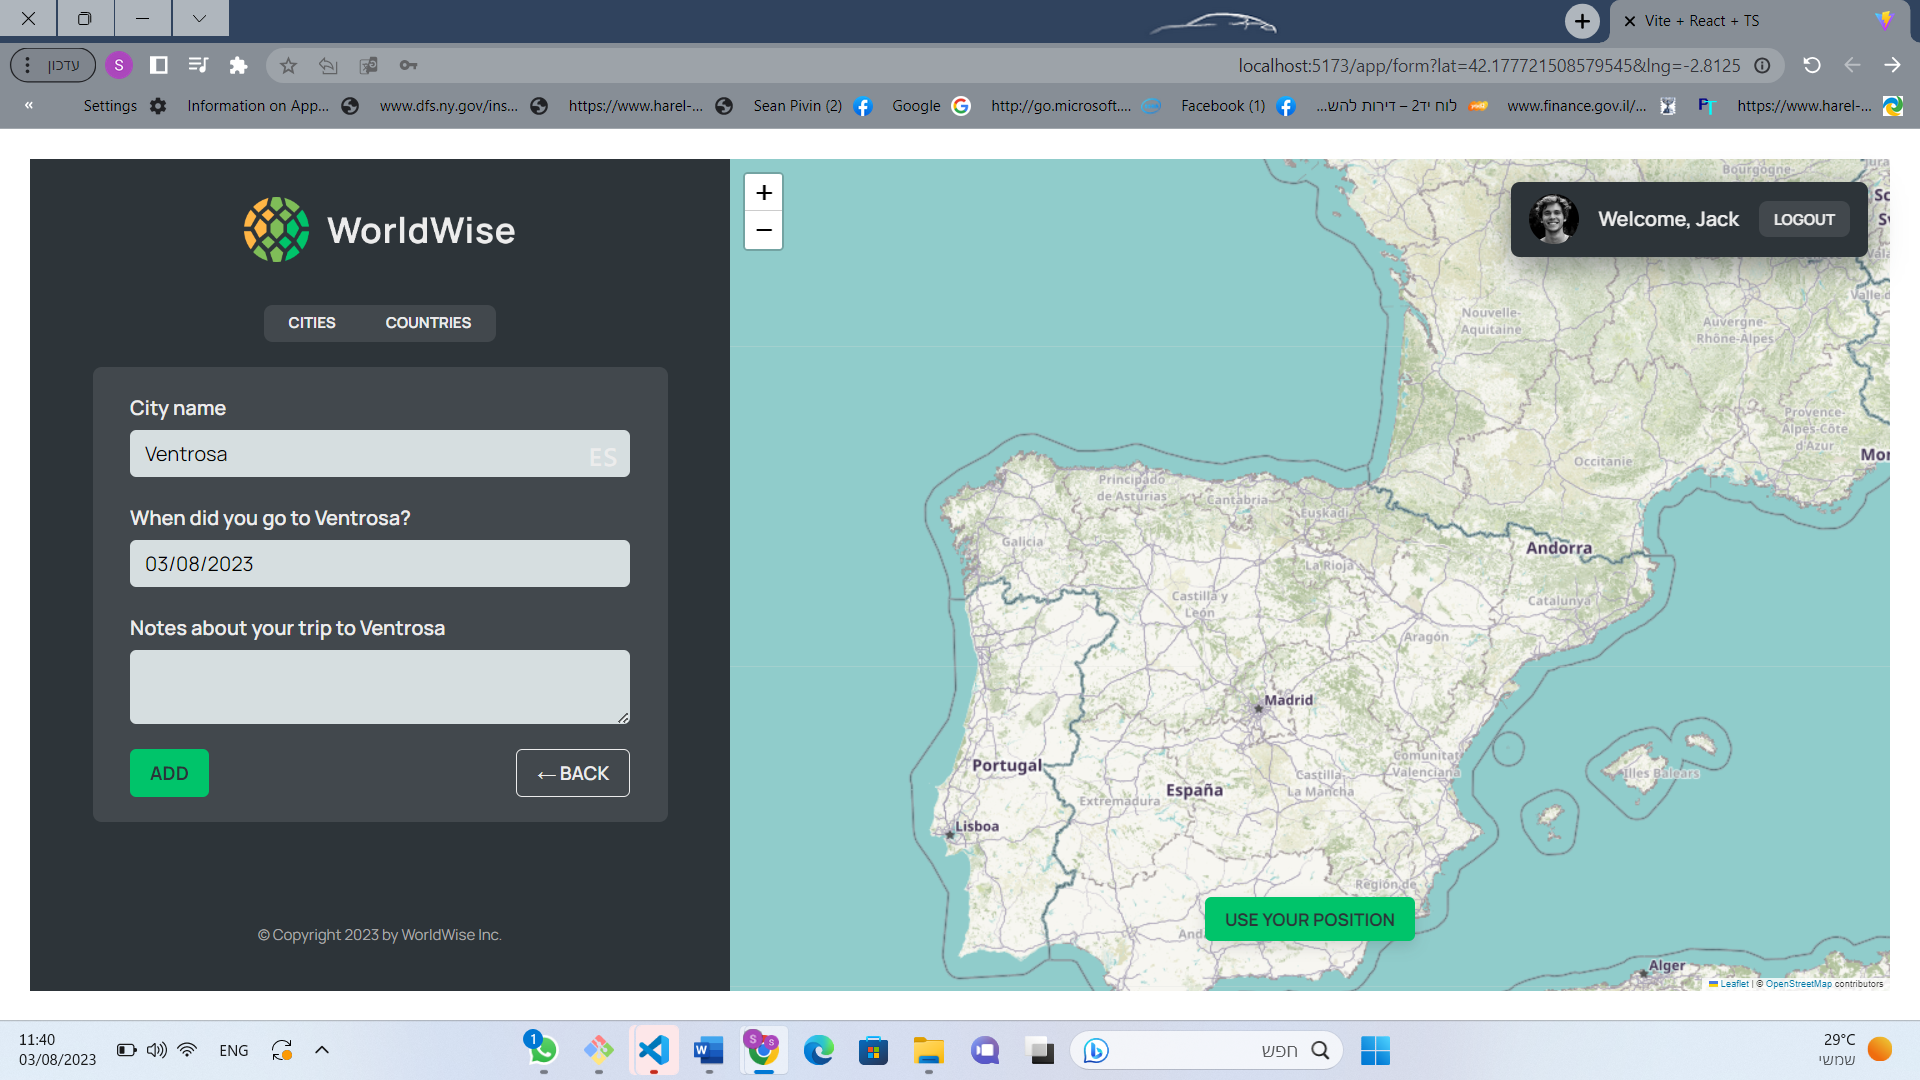 Vite + React + TS
עדכון
S
localhost:5173/app/form?lat=42.177721508579545&lng=-2.8125
«
Settings
Information on App...
www.dfs.ny.gov/ins...
https://www.harel-...
Sean Pivin (2)
Google
http://go.microsoft....
Facebook (1)
לוח יד2 – דירות להש...
www.finance.gov.il/...
PT
https://www.harel-...
WorldWise
CITIES
COUNTRIES
City name
Ventrosa
ES
When did you go to Ventrosa?
03/08/2023
Notes about your trip to Ventrosa
ADD
← BACK
© Copyright 2023 by WorldWise Inc.
+
−
Welcome, Jack
LOGOUT
Bourgogne-
Nouvelle-
Aquitaine
Auvergne-
Rhône-Alpes
Valle d
Provence-
Alpes-Côte
d'Azur
Occitanie
Principado
de Asturias
Cantabria
Euskadi
Galicia
La Rioja
Andorra
Castilla y
León
Catalunya
Aragón
Madrid
Portugal
España
Castilla
La Mancha
Comunitat
Valenciana
Illes Balears
Extremadura
Lisboa
Región de
USE YOUR POSITION
Alger
Leaflet | © OpenStreetMap contributors
11:40
03/08/2023
ENG
1
W
S
S
חפש
29°C
שמשי